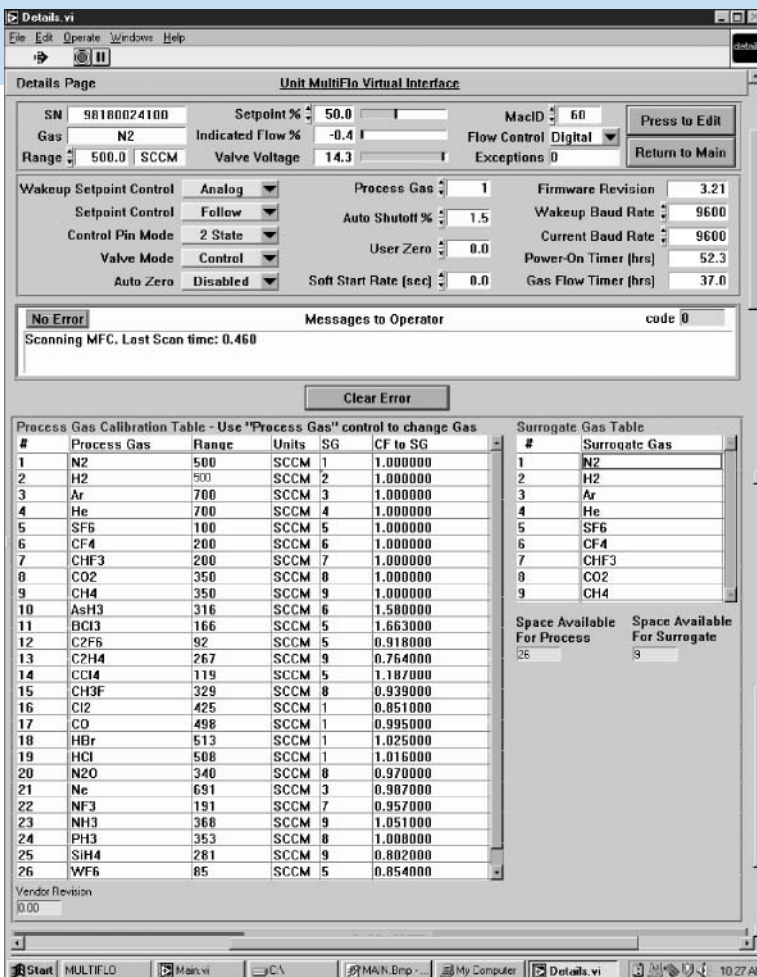 Details.vi
File Edit Operate Windows Help
detail
Details Page Unit MultiFlo Virtual Interface
SN 98180024100 Setpoint % 50.0 MacID 60 Press to Edit
Gas N2 Indicated Flow % -0.4 Flow Control Digital
Range 500.0 SCCM Valve Voltage 14.3 Exceptions 0 Return to Main
Wakeup Setpoint Control Analog Process Gas 1 Firmware Revision 3.21
Setpoint Control Follow Auto Shutoff % 1.5 Wakeup Baud Rate 9600
Control Pin Mode 2 State User Zero 0.0 Current Baud Rate 9600
Valve Mode Control Power-On Timer (hrs) 52.3
Auto Zero Disabled Soft Start Rate (sec) 0.0 Gas Flow Timer (hrs) 37.0
No Error Messages to Operator code 0
Scanning MFC. Last Scan time: 0.460
Clear Error
Process Gas Calibration Table - Use "Process Gas" control to change Gas Surrogate Gas Table
# Process Gas Range Units SG CF to SG # Surrogate Gas
1 N2 500 SCCM 1 1.000000 1 N2
2 H2 500 SCCM 2 1.000000 2 H2
3 Ar 700 SCCM 3 1.000000 3 Ar
4 He 700 SCCM 4 1.000000 4 He
5 SF6 100 SCCM 5 1.000000 5 SF6
6 CF4 200 SCCM 6 1.000000 6 CF4
7 CHF3 200 SCCM 7 1.000000 7 CHF3
8 CO2 350 SCCM 8 1.000000 8 CO2
9 CH4 350 SCCM 9 1.000000 9 CH4
10 AsH3 316 SCCM 6 1.580000
11 BCl3 166 SCCM 5 1.663000 Space Available For Process Space Available For Surrogate
12 C2F6 92 SCCM 5 0.918000 26 9
13 C2H4 267 SCCM 9 0.764000
14 CCl4 119 SCCM 5 1.187000
15 CH3F 329 SCCM 8 0.939000
16 Cl2 425 SCCM 1 0.851000
17 CO 498 SCCM 1 0.995000
18 HBr 513 SCCM 1 1.025000
19 HCl 508 SCCM 1 1.016000
20 N2O 340 SCCM 8 0.970000
21 Ne 691 SCCM 3 0.987000
22 NF3 191 SCCM 7 0.957000
23 NH3 368 SCCM 9 1.051000
24 PH3 353 SCCM 8 1.008000
25 SiH4 281 SCCM 9 0.802000
26 WF6 85 SCCM 5 0.854000
Vendor Revision
0.00
Start MULTIFLO Main.vi C:\ MAIN.Bmp -... My Computer Details.vi 10:27 AM